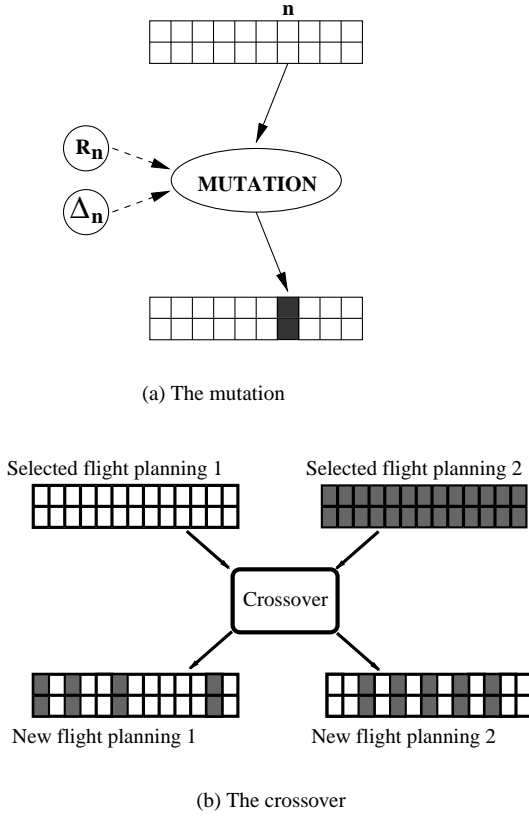 n
Rn
MUTATION
Δn
(a) The mutation
Selected flight planning 1
Selected flight planning 2
Crossover
New flight planning 1
New flight planning 2
(b) The crossover